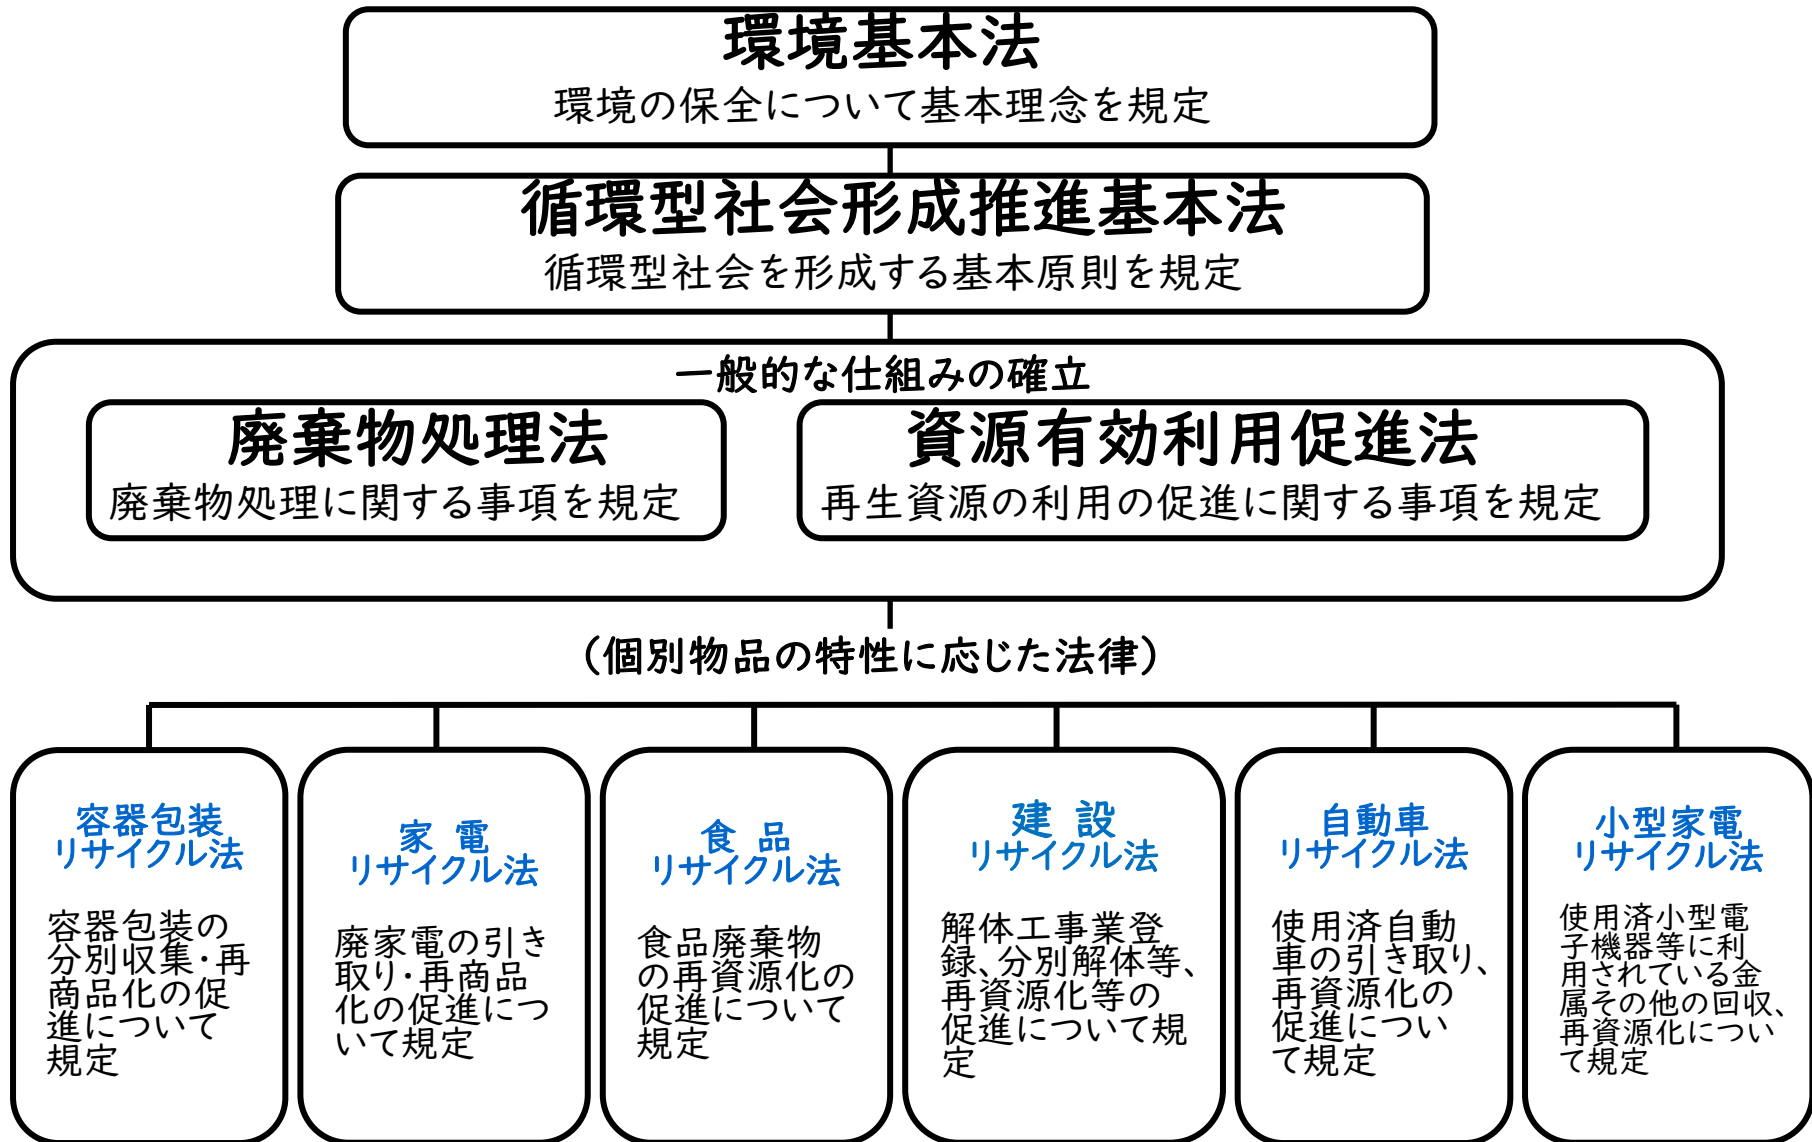 環境基本法
環境の保全について基本理念を規定
循環型社会形成推進基本法
循環型社会を形成する基本原則を規定
一般的な仕組みの確立
廃棄物処理法
廃棄物処理に関する事項を規定
資源有効利用促進法
再生資源の利用の促進に関する事項を規定
（個別物品の特性に応じた法律）
容器包装
リサイクル法
容器包装の
分別収集・再
商品化の促
進について
規定
家 電
リサイクル法
廃家電の引き
取り・再商品
化の促進につ
いて規定
食 品
リサイクル法
食品廃棄物
の再資源化の
促進について
規定
建 設
リサイクル法
解体工事業登
録、分別解体等、
再資源化等の
促進について規
定
自動車
リサイクル法
使用済自動
車の引き取り、
再資源化の
促進につい
て規定
小型家電
リサイクル法
使用済小型電
子機器等に利
用されている金
属その他の回収、
再資源化につい
て規定